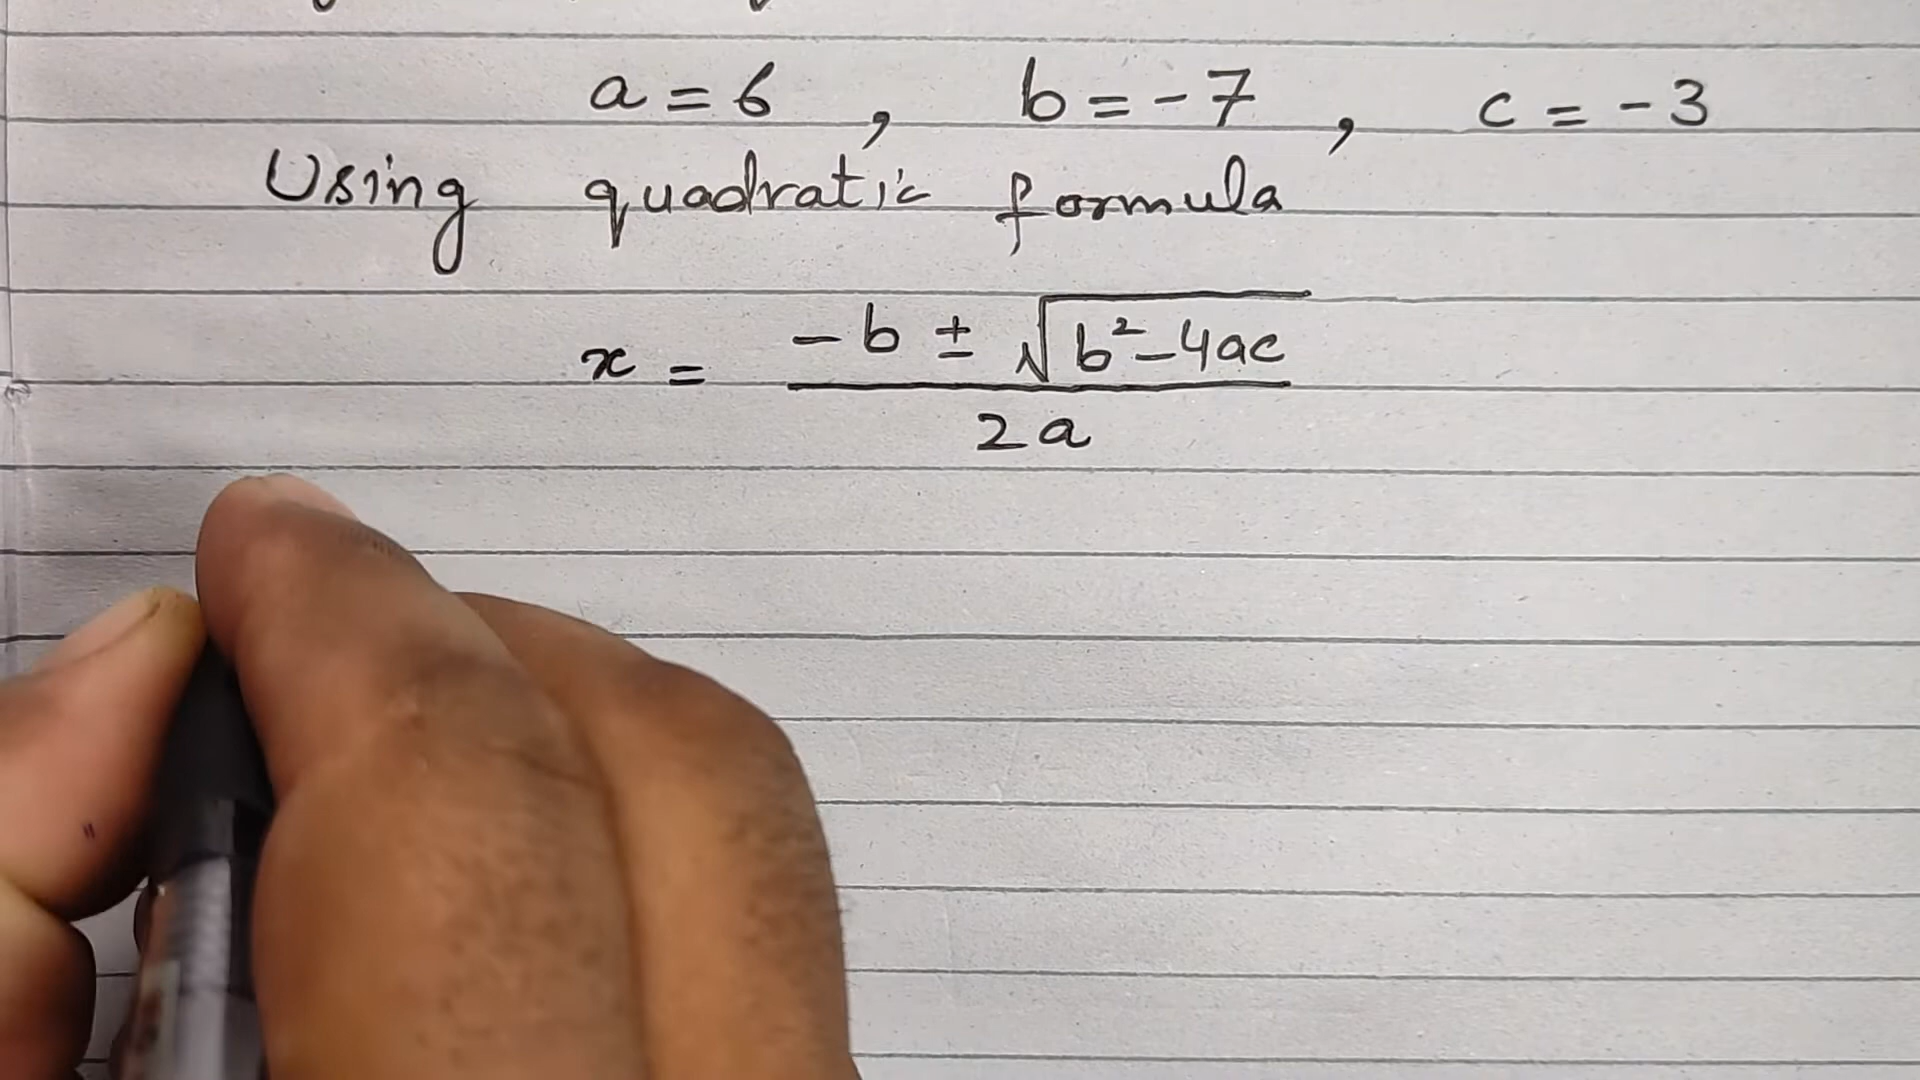 a = 6 , b = -7 , c = -3
Using quadratic formula
x = -b ± √b²-4ac
2a